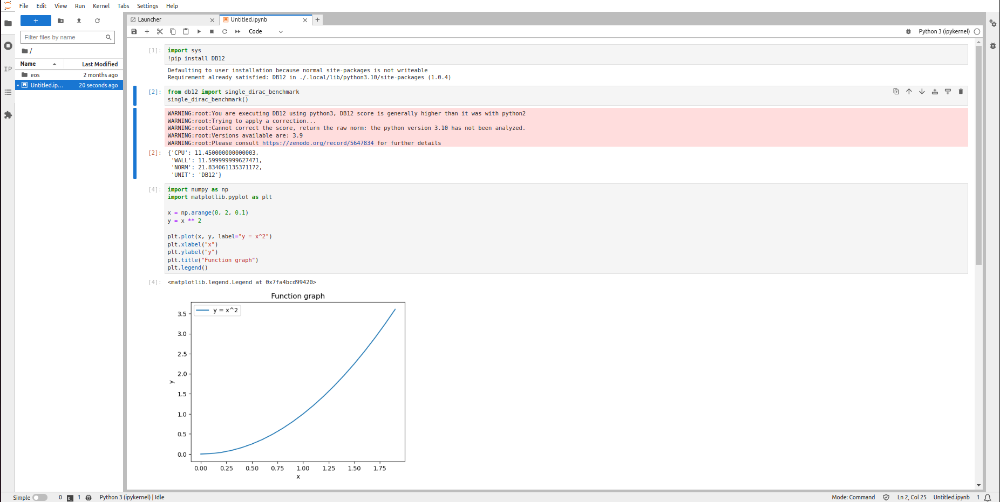 File Edit View Run Kernel Tabs Settings Help
+
Filter files by name
/
Name Last Modified
eos 2 months ago
Untitled.ip... 20 seconds ago
IP
Launcher
Untitled.ipynb
Code
Python 3 (ipykernel)
[1]: import sys
!pip install DB12
Defaulting to user installation because normal site-packages is not writeable
Requirement already satisfied: DB12 in ./.local/lib/python3.10/site-packages (1.0.4)
[2]: from db12 import single_dirac_benchmark
single_dirac_benchmark()
WARNING:root:You are executing DB12 using python3, DB12 score is generally higher than it was with python2
WARNING:root:Trying to apply a correction...
WARNING:root:Cannot correct the score, return the raw norm: the python version 3.10 has not been analyzed.
WARNING:root:Versions available are: 3.9
WARNING:root:Please consult https://zenodo.org/record/5647834 for further details
[2]: {'CPU': 11.450000000000003,
'WALL': 11.599999999627471,
'NORM': 21.834061135371172,
'UNIT': 'DB12'}
[4]: import numpy as np
import matplotlib.pyplot as plt
x = np.arange(0, 2, 0.1)
y = x ** 2
plt.plot(x, y, label="y = x^2")
plt.xlabel("x")
plt.ylabel("y")
plt.title("Function graph")
plt.legend()
[4]: <matplotlib.legend.Legend at 0x7fa4bcd99420>
Function graph
y = x^2
3.5
3.0
2.5
2.0
y
1.5
1.0
0.5
0.0
0.00 0.25 0.50 0.75 1.00 1.25 1.50 1.75
x
Simple 0 1 Python 3 (ipykernel) | Idle Mode: Command Ln 2, Col 25 Untitled.ipynb 1